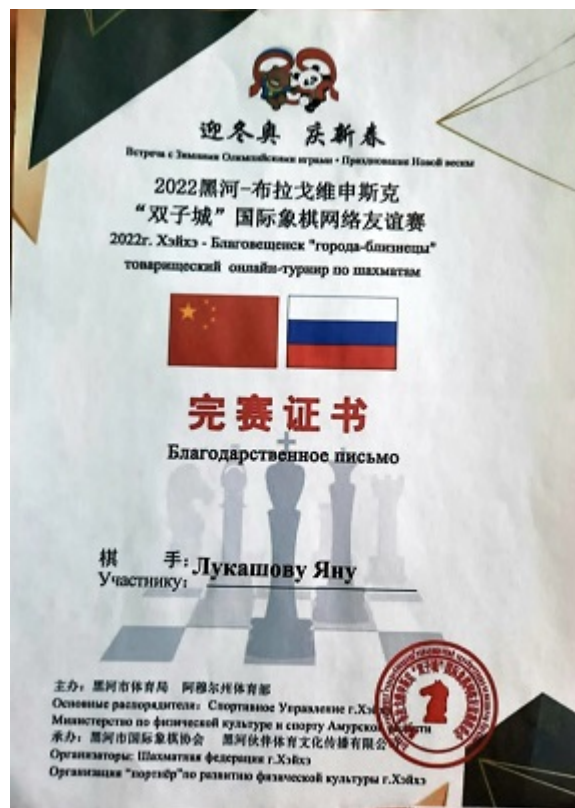 迎冬奥 庆新春
Встреча с Зимними Олимпийскими играми • Празднование Новой весны
2022黑河-布拉戈维申斯克
“双子城”国际象棋网络友谊赛
2022г. Хэйхэ - Благовещенск "города-близнецы"
товарищеский онлайн-турнир по шахматам
完赛证书
Благодарственное письмо
棋 手:
Участнику: Лукашову Яну
主办: 黑河市体育局 阿穆尔州体育部
Основные распорядители: Спортивное Управление г.Хэй
Министерство по физической культуре и спорту Амурской области
承办: 黑河市国际象棋协会 黑河伙伴体育文化传播有限公
Организаторы: Шахматная федерация г.Хэйхэ
Организация "портнёр"по развитию физической культуры г.Хэйхэ